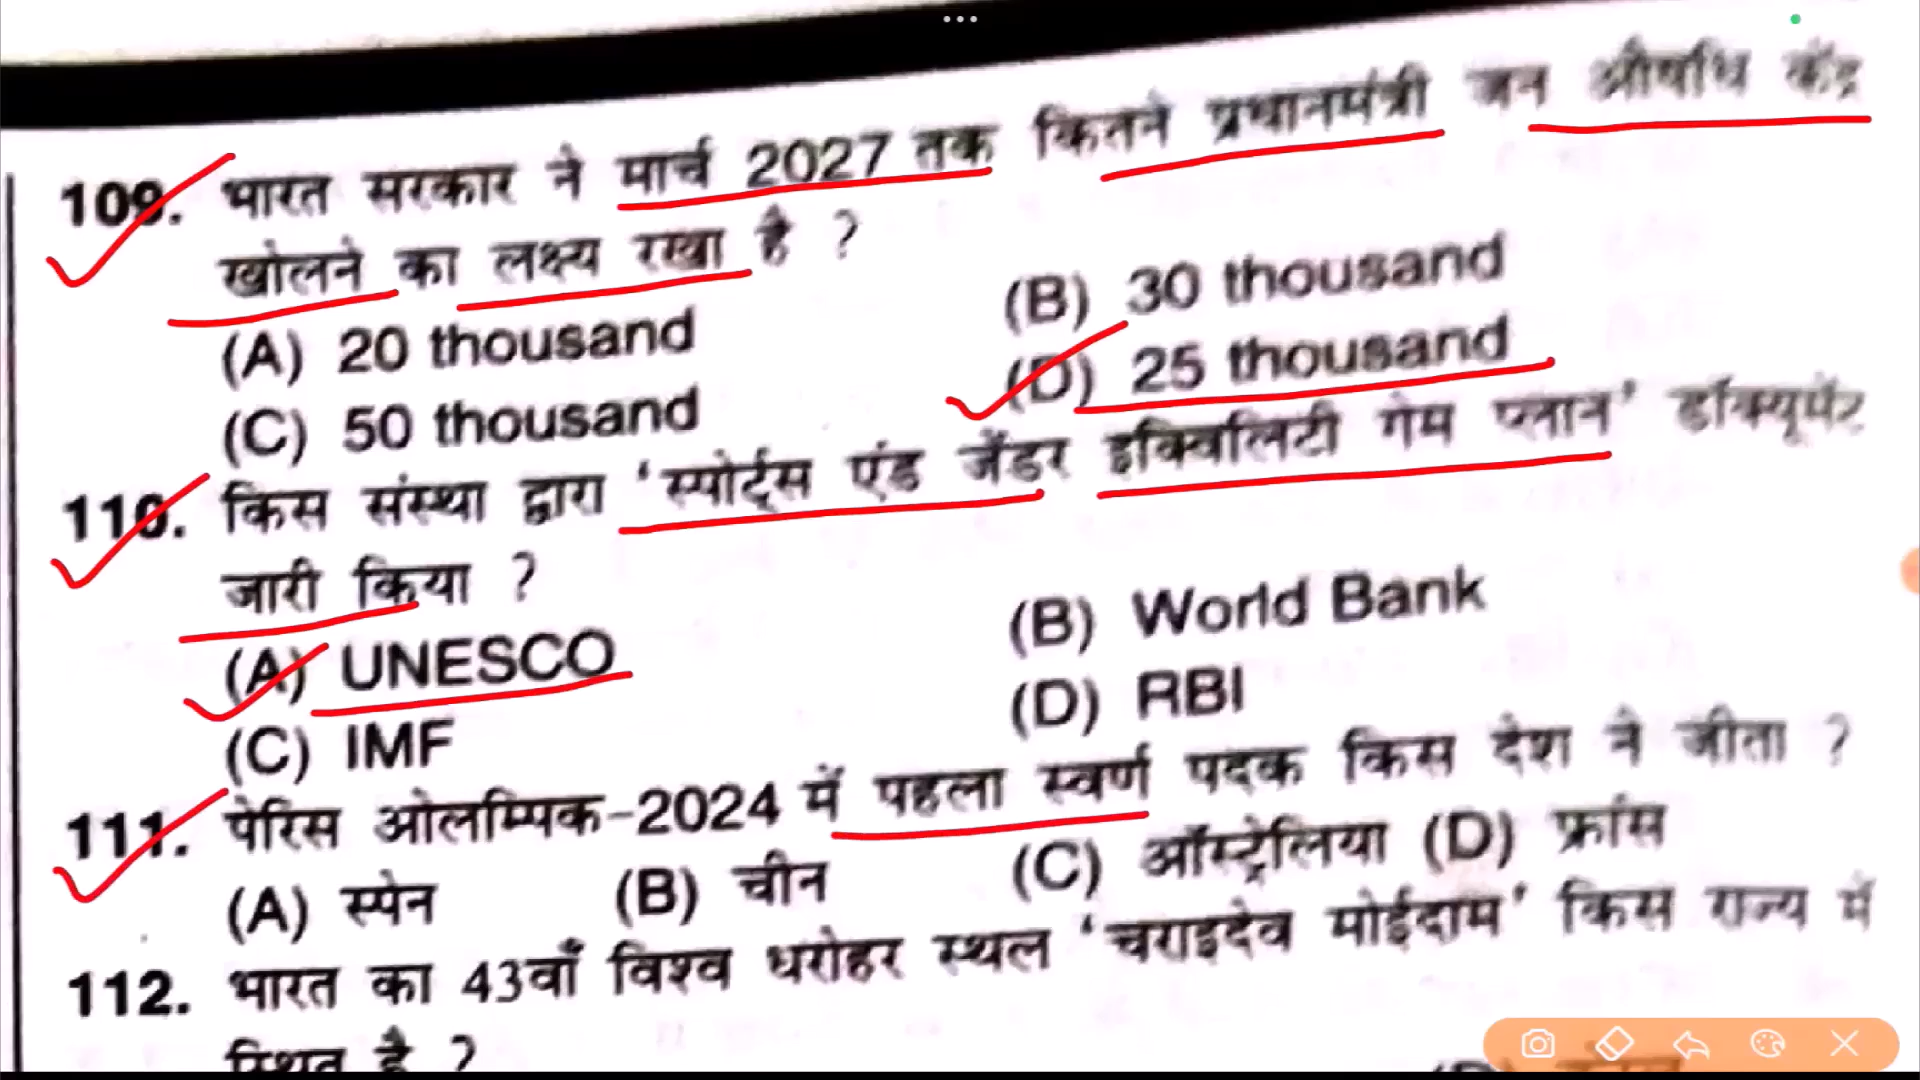 109. भारत सरकार ने मार्च 2027 तक कितने प्रधानमंत्री जन औषधि केंद्र
खोलने का लक्ष्य रखा है ?
(A) 20 thousand (B) 30 thousand
(C) 50 thousand (D) 25 thousand
110. किस संस्था द्वारा ‘स्पोर्ट्स एंड जेंडर इक्विलिटी गेम प्लान’ डॉक्यूमेंट
जारी किया ?
(A) UNESCO (B) World Bank
(C) IMF (D) RBI
111. पेरिस ओलम्पिक-2024 में पहला स्वर्ण पदक किस देश ने जीता ?
(A) स्पेन (B) चीन (C) ऑस्ट्रेलिया (D) फ्रांस
112. भारत का 43वाँ विश्व धरोहर स्थल ‘चराइदेव मोईदाम’ किस राज्य में
स्थित है ?